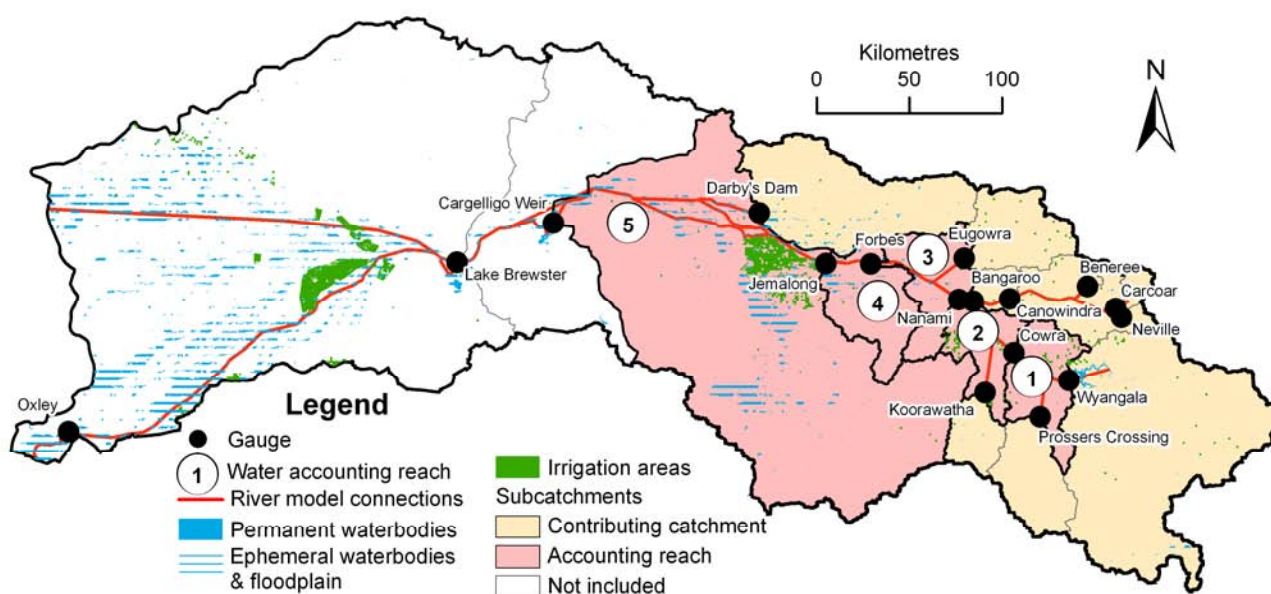 Kilometres
0 50 100
N
Darby's Dam
Cargelligo Weir
5
Forbes
3
Eugowra
Lake Brewster
Jemalong
Bangaroo
Beneree
4
Carcoar
Nanami
Canowindra
Neville
2
Cowra
1
Wyangala
Koorawatha
Prossers Crossing
Oxley
Legend
Gauge
1 Water accounting reach
River model connections
Permanent waterbodies
Ephemeral waterbodies
& floodplain
Irrigation areas
Subcatchments
Contributing catchment
Accounting reach
Not included